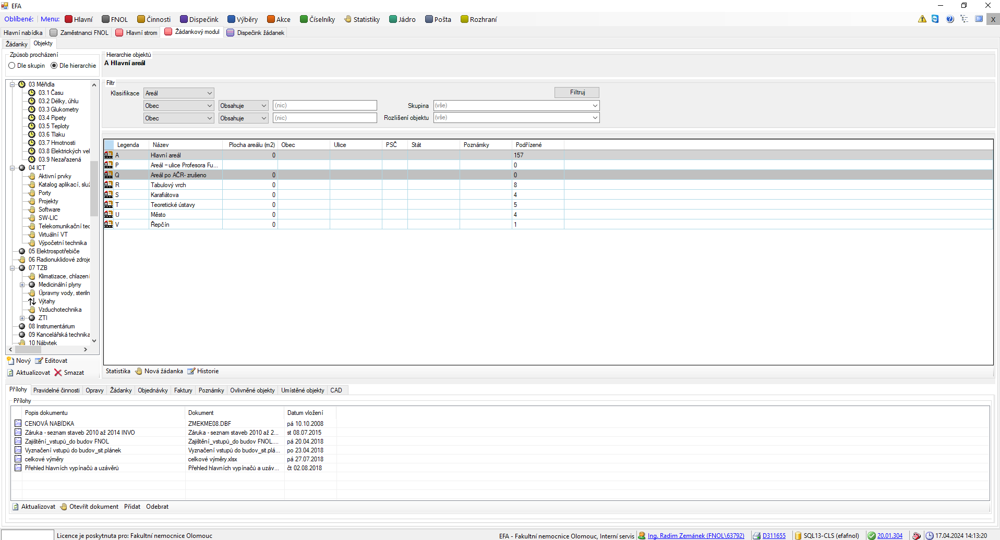 EFA
Oblíbené: Menu: Hlavní FNOL Činnosti Dispečink Výběry Akce Číselníky Statistiky Jádro Pošta Rozhraní X
Hlavní nabídka Zaměstnanci FNOL Hlavní strom Žádankový modul Dispečink žádanek
Žádanky Objekty
Způsob procházení
Dle skupin Dle hierarchie
Hierarchie objektů
A Hlavní areál
03 Měřidla
03.1 Času
03.2 Délky, úhlu
03.3 Glukometry
03.4 Pipety
03.5 Teploty
03.6 Tlaku
03.7 Hmotnosti
03.8 Elektrických vel
03.9 Nezařazená
04 ICT
Aktivní prvky
Katalog aplikací, služ
Porty
Projekty
Software
SW-LIC
Telekomunikační tec
Virtuální VT
Výpočetní technika
05 Elektrospotřebiče
06 Radionuklidové zdroje
07 TZB
Klimatizace, chlazení
Medicinální plyny
Úpravny vody, steriln
Výtahy
Vzduchotechnika
ZTI
08 Instrumentárium
09 Kancelářská technika
10 Nábytek
Nový Editovat
Aktualizovat Smazat
Filtr
Klasifikace Areál Filtruj
Obec Obsahuje (nic) Skupina (vše)
Obec Obsahuje (nic) Rozlišení objektu (vše)
Legenda Název Plocha areálu (m2) Obec Ulice PSČ Stát Poznámky Podřízené
A Hlavní areál 0 157
P Areál – ulice Profesora Fu... 0
Q Areál po AČR- zrušeno 0 0
R Tabulový vrch 0 8
S Karafiátova 0 4
T Teoretické ústavy 0 5
U Město 0 4
V Řepčín 0 1
Statistika Nová žádanka Historie
Přílohy Pravidelné činnosti Opravy Žádanky Objednávky Faktury Poznámky Ovlivněné objekty Umístěné objekty CAD
Přílohy
Popis dokumentu Dokument Datum vložení
CENOVÁ NABÍDKA ZMEKME08.DBF pá 10.10.2008
Záruka - seznam staveb 2010 až 2014 INVO Záruka - seznam staveb 2010 až 2... st 08.07.2015
Zajištění_vstupů_do budov FNOL Zajištění_vstupů_do budov FNOL.... pá 20.04.2018
Vyznačení vstupů do budov_sit.plánek Vyznačení vstupů do budov_sit.plá... po 23.04.2018
celkové výměry celkové výměry.xlsx pá 27.07.2018
Přehled hlavních vypínačů a uzávěrů Přehled hlavních vypínačů a uzáv... čt 02.08.2018
Aktualizovat Otevřít dokument Přidat Odebrat
Licence je poskytnuta pro: Fakultní nemocnice Olomouc EFA - Fakultní nemocnice Olomouc, Interní servis Ing. Radim Zemánek (FNOL\63792) D311655 SQL13-CLS (efafnol) 20.01.304 17.04.2024 14:13:20